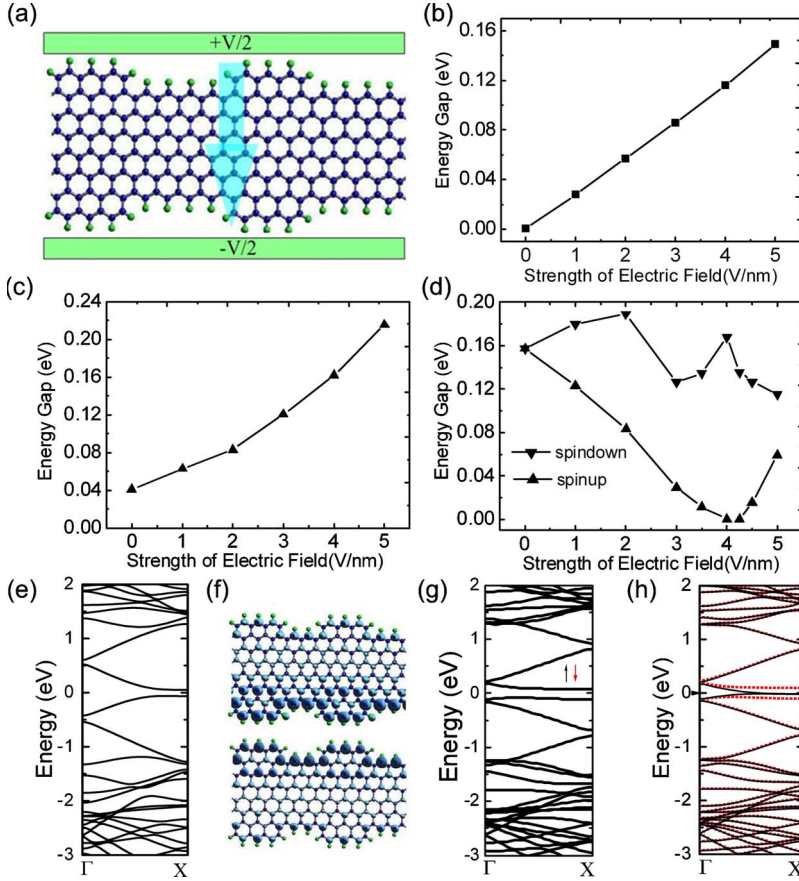 (a)
+V/2
-V/2
(b)
Energy Gap (eV)
0.16
0.12
0.08
0.04
0.00
0 1 2 3 4 5
Strength of Electric Field(V/nm)
(c)
Energy Gap (eV)
0.24
0.20
0.16
0.12
0.08
0.04
0.00
0 1 2 3 4 5
Strength of Electric Field(V/nm)
(d)
Energy Gap (eV)
0.20
0.16
0.12
0.08
0.04
0.00
spindown
spinup
0 1 2 3 4 5
Strength of Electric Field(V/nm)
(e)
Energy (eV)
2
1
0
-1
-2
-3
Γ X
(f)
(g)
Energy (eV)
2
1
0
-1
-2
-3
Γ X
(h)
Energy (eV)
2
1
0
-1
-2
-3
Γ X